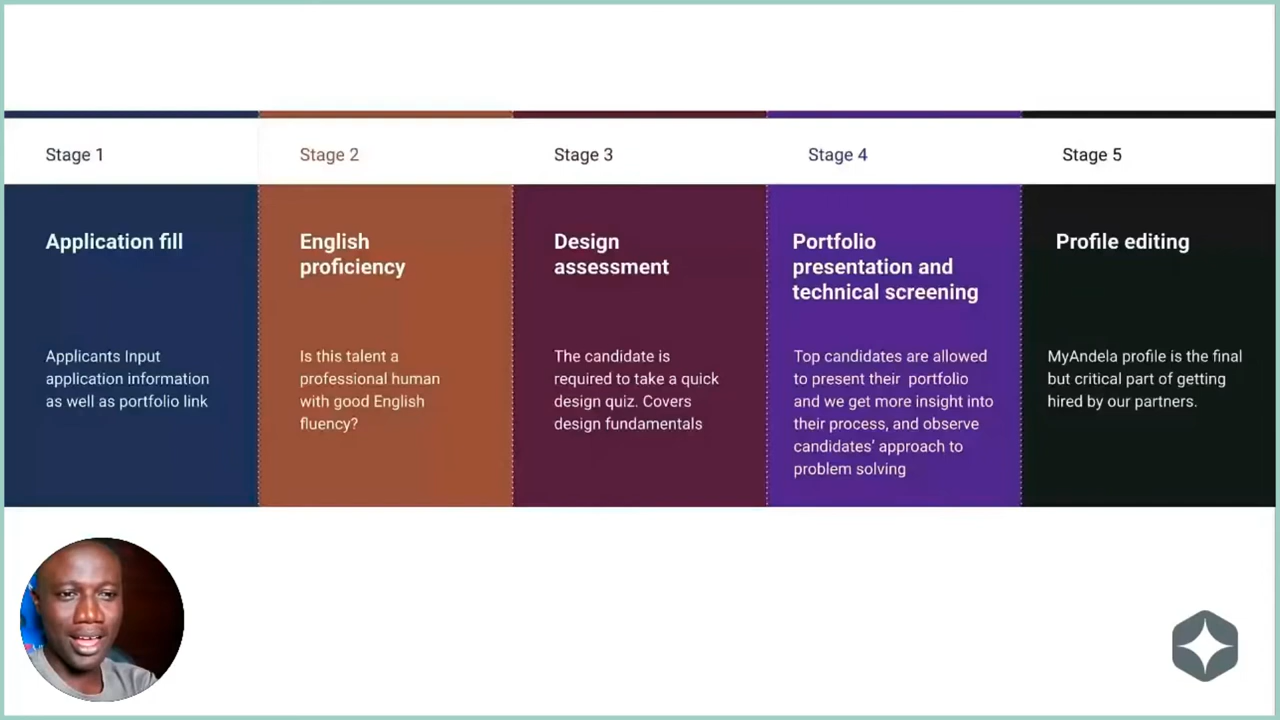 Stage 1
Stage 2
Stage 3
Stage 4
Stage 5
Application fill
Applicants Input
application information
as well as portfolio link
English
proficiency
Is this talent a
professional human
with good English
fluency?
Design
assessment
The candidate is
required to take a quick
design quiz. Covers
design fundamentals
Portfolio
presentation and
technical screening
Top candidates are allowed
to present their portfolio
and we get more insight into
their process, and observe
candidates' approach to
problem solving
Profile editing
MyAndela profile is the final
but critical part of getting
hired by our partners.